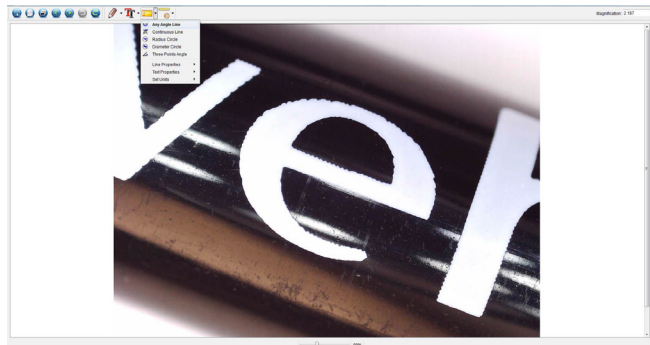 Magnification: 2.187
Any Angle Line
Continuous Line
Radius Circle
Diameter Circle
Three Points Angle
Line Properties
Text Properties
Set Units
ver